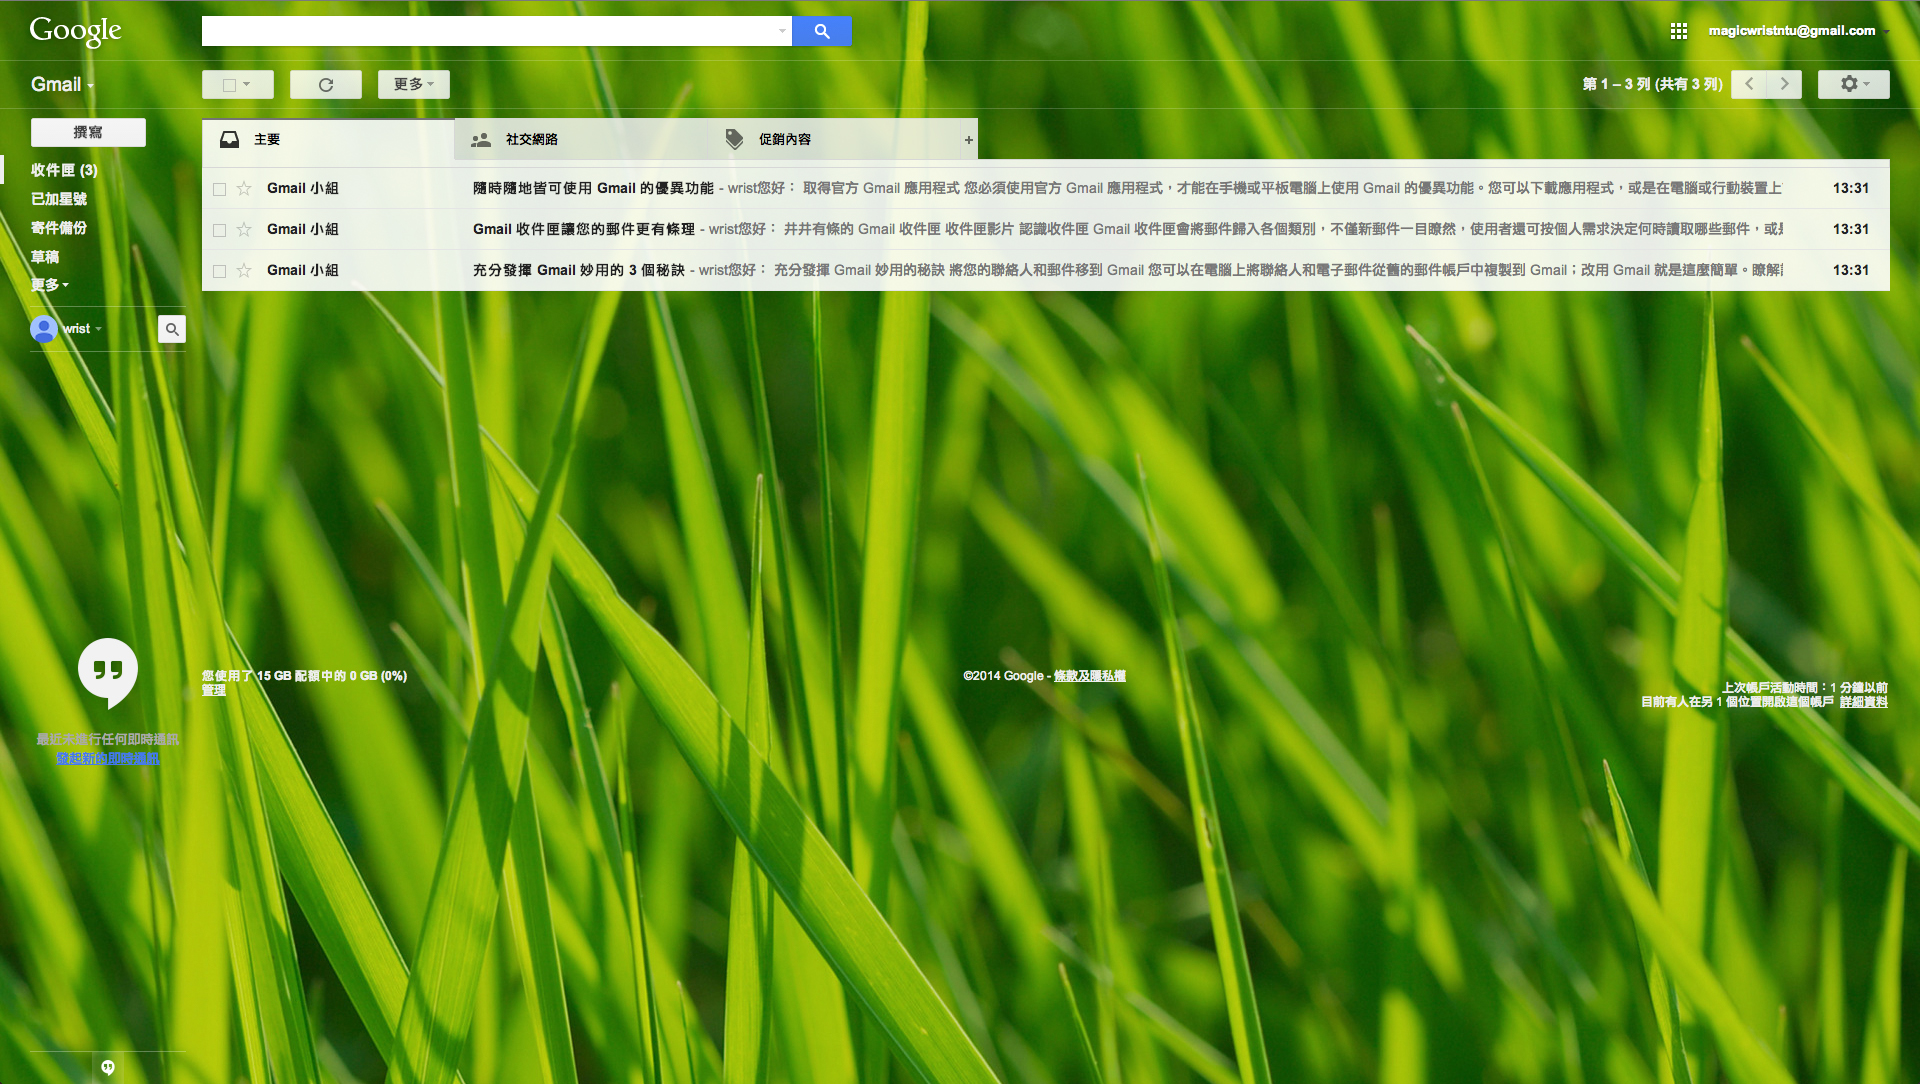 Google
magicwristntu@gmail.com
Gmail
更多
第 1 – 3 列 (共有 3 列)
撰寫
主要
社交網路
促銷內容
+
收件匣 (3)
已加星號
寄件備份
草稿
更多
Gmail 小組 隨時隨地皆可使用 Gmail 的優異功能 - wrist您好： 取得官方 Gmail 應用程式 您必須使用官方 Gmail 應用程式，才能在手機或平板電腦上使用 Gmail 的優異功能。您可以下載應用程式，或是在電腦或行動裝置上 13:31
Gmail 小組 Gmail 收件匣讓您的郵件更有條理 - wrist您好： 井井有條的 Gmail 收件匣 收件匣影片 認識收件匣 Gmail 收件匣會將郵件歸入各個類別，不僅新郵件一目瞭然，使用者還可按個人需求決定何時讀取哪些郵件，或 13:31
Gmail 小組 充分發揮 Gmail 妙用的 3 個秘訣 - wrist您好： 充分發揮 Gmail 妙用的秘訣 將您的聯絡人和郵件移到 Gmail 您可以在電腦上將聯絡人和電子郵件從舊的郵件帳戶中複製到 Gmail；改用 Gmail 就是這麼簡單。瞭解 13:31
wrist
您使用了 15 GB 配額中的 0 GB (0%)
管理
©2014 Google - 條款及隱私權
上次帳戶活動時間：1 分鐘以前
目前有人在另 1 個位置開啟這個帳戶 詳細資料
最近未進行任何即時通訊
發起新的即時通訊